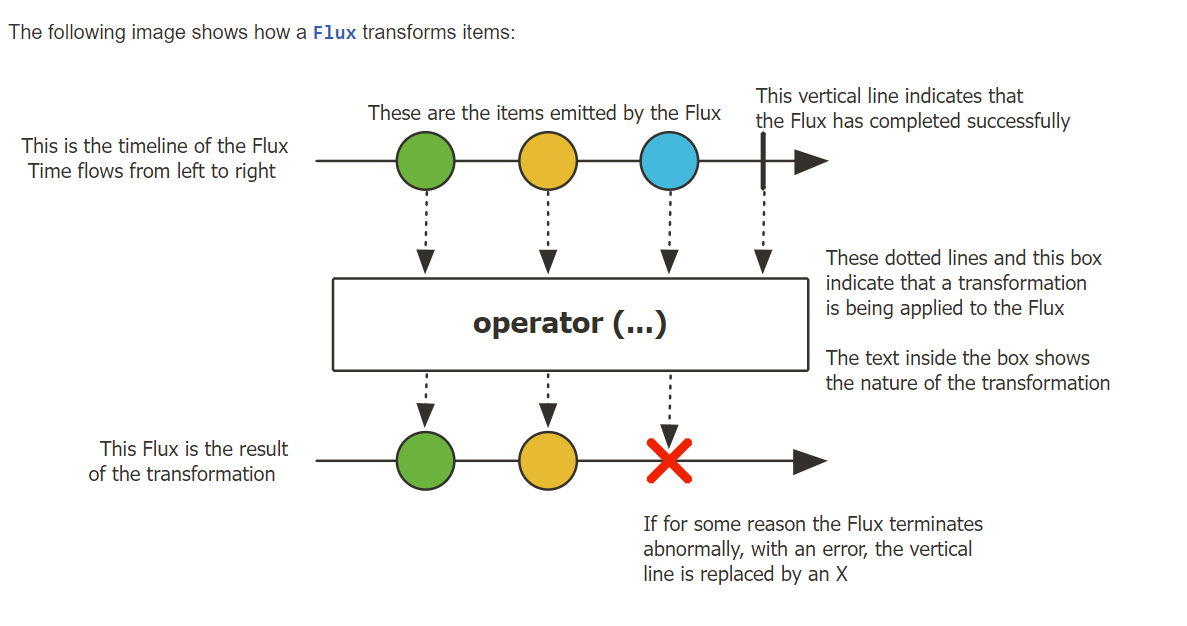 The following image shows how a Flux transforms items:
These are the items emitted by the Flux
This vertical line indicates that
the Flux has completed successfully
This is the timeline of the Flux
Time flows from left to right
These dotted lines and this box
indicate that a transformation
is being applied to the Flux
operator (...)
The text inside the box shows
the nature of the transformation
This Flux is the result
of the transformation
If for some reason the Flux terminates
abnormally, with an error, the vertical
line is replaced by an X